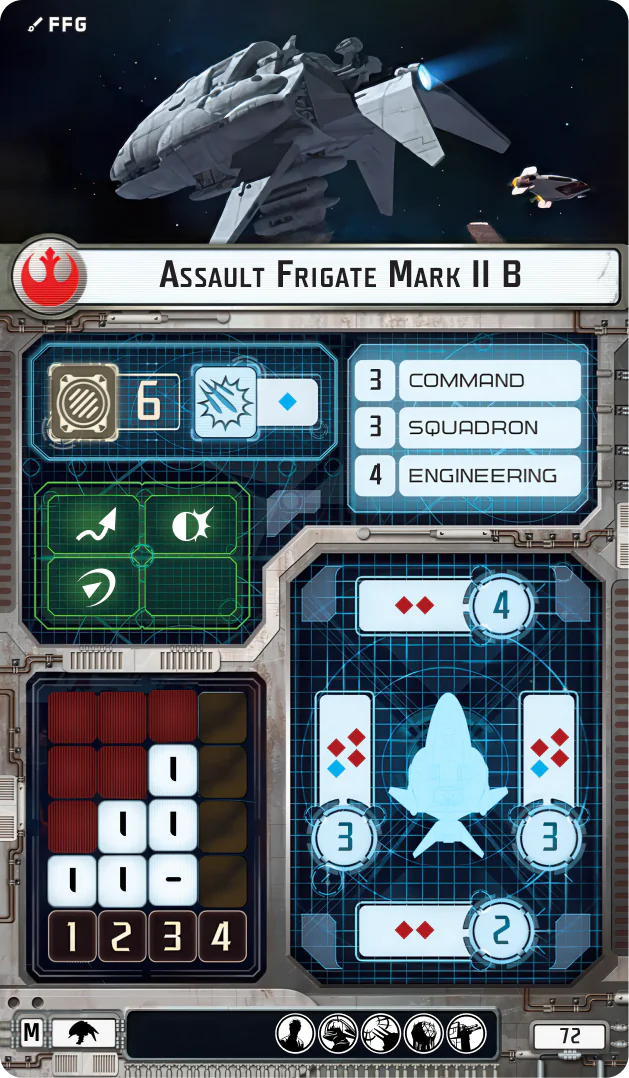 FFG
ASSAULT FRIGATE MARK II B
6
3 COMMAND
3 SQUADRON
4 ENGINEERING
4
3 3
2
I
I I
I I -
1 2 3 4
M 72